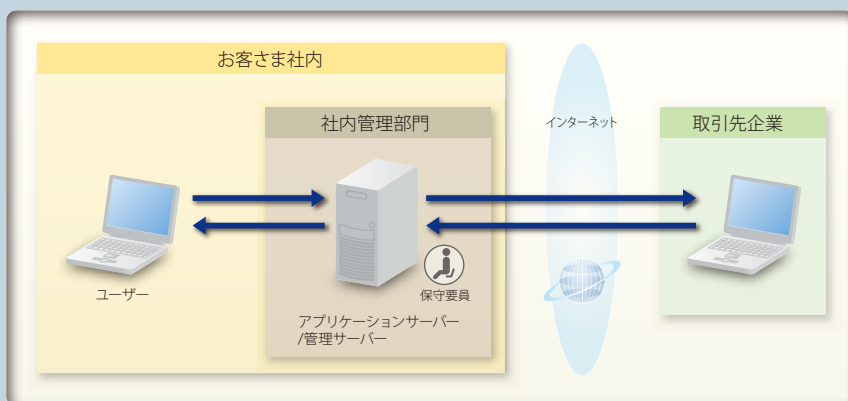 お客さま社内
社内管理部門
インターネット
取引先企業
ユーザー
保守要員
アプリケーションサーバー
/管理サーバー